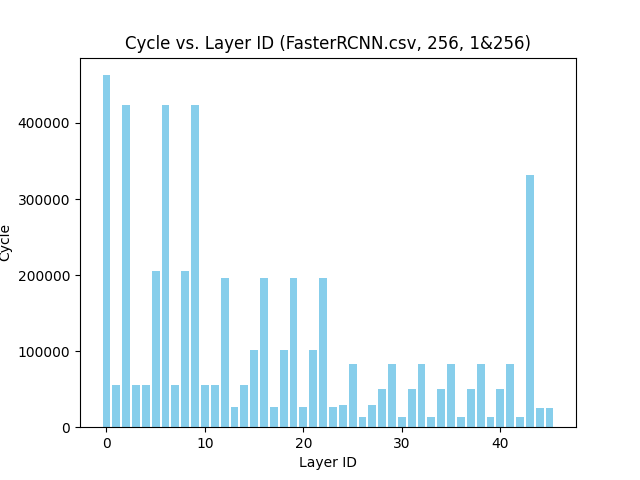 Cycle vs. Layer ID (FasterRCNN.csv, 256, 1&256)
400000
300000
200000
100000
0
Cycle
0 10 20 30 40
Layer ID